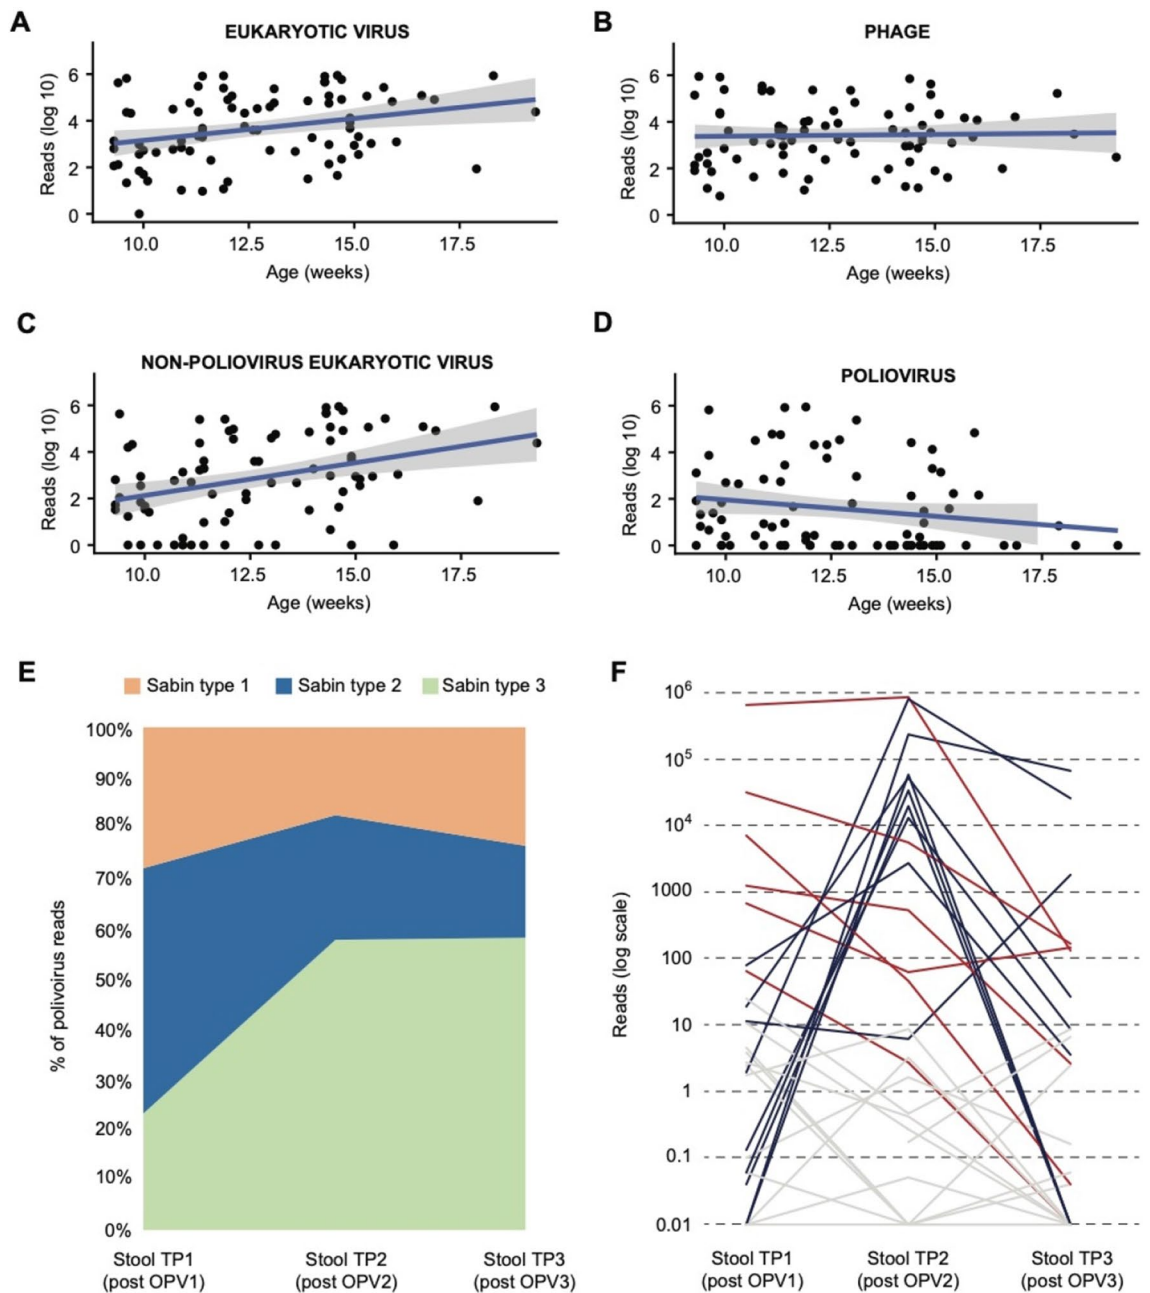 A
EUKARYOTIC VIRUS
Reads (log 10)
6
4
2
0
10.0 12.5 15.0 17.5
Age (weeks)
B
PHAGE
Reads (log 10)
6
4
2
0
10.0 12.5 15.0 17.5
Age (weeks)
C
NON-POLIOVIRUS EUKARYOTIC VIRUS
Reads (log 10)
6
4
2
0
10.0 12.5 15.0 17.5
Age (weeks)
D
POLIOVIRUS
Reads (log 10)
6
4
2
0
10.0 12.5 15.0 17.5
Age (weeks)
E
Sabin type 1 Sabin type 2 Sabin type 3
% of polivoirus reads
100%
90%
80%
70%
60%
50%
40%
30%
20%
10%
0%
Stool TP1 Stool TP2 Stool TP3
(post OPV1) (post OPV2) (post OPV3)
F
Reads (log scale)
10⁶
10⁵
10⁴
1000
100
10
1
0.1
0.01
Stool TP1 Stool TP2 Stool TP3
(post OPV1) (post OPV2) (post OPV3)